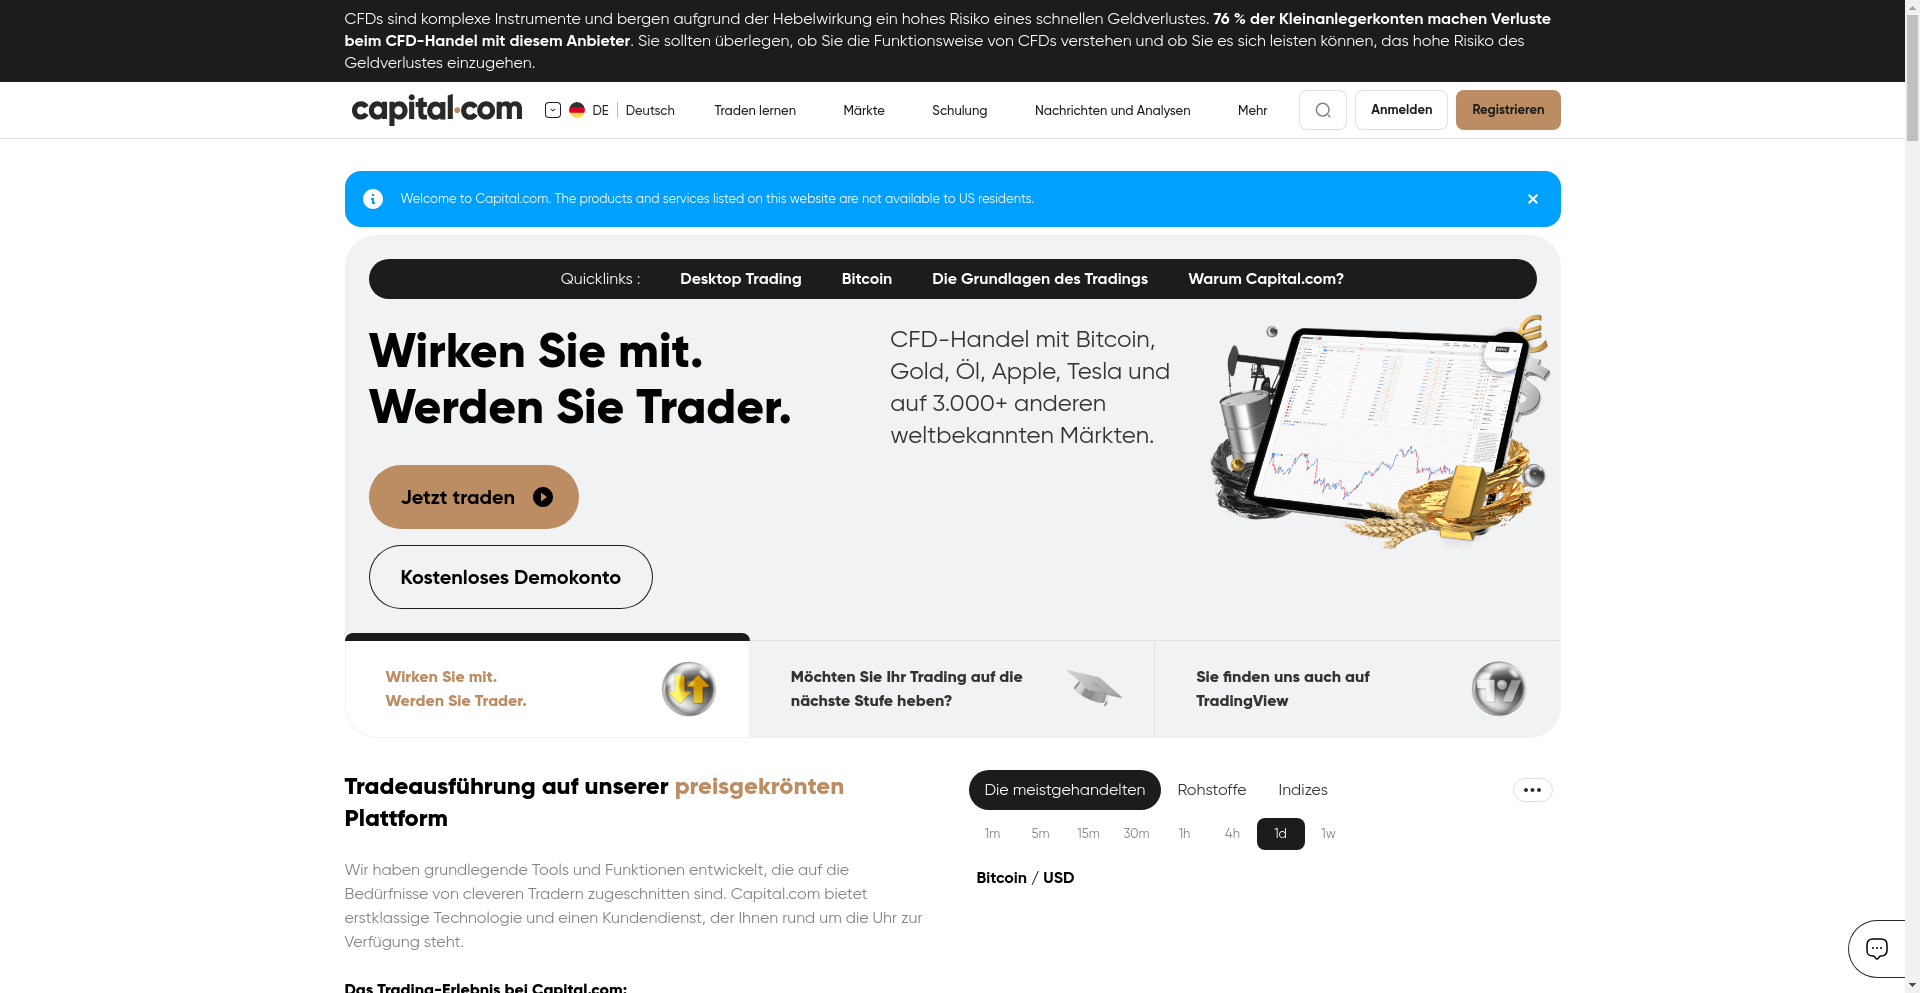 CFDs sind komplexe Instrumente und bergen aufgrund der Hebelwirkung ein hohes Risiko eines schnellen Geldverlustes. 76 % der Kleinanlegerkonten machen Verluste
beim CFD-Handel mit diesem Anbieter. Sie sollten überlegen, ob Sie die Funktionsweise von CFDs verstehen und ob Sie es sich leisten können, das hohe Risiko des
Geldverlustes einzugehen.
capital.com
DE
Deutsch
Traden lernen
Märkte
Schulung
Nachrichten und Analysen
Mehr
Anmelden
Registrieren
Welcome to Capital.com. The products and services listed on this website are not available to US residents.
Quicklinks :
Desktop Trading
Bitcoin
Die Grundlagen des Tradings
Warum Capital.com?
Wirken Sie mit.
Werden Sie Trader.
CFD-Handel mit Bitcoin,
Gold, Öl, Apple, Tesla und
auf 3.000+ anderen
weltbekannten Märkten.
Jetzt traden
Kostenloses Demokonto
Wirken Sie mit.
Werden Sie Trader.
Möchten Sie Ihr Trading auf die
nächste Stufe heben?
Sie finden uns auch auf
TradingView
Tradeausführung auf unserer preisgekrönten
Plattform
Wir haben grundlegende Tools und Funktionen entwickelt, die auf die
Bedürfnisse von cleveren Tradern zugeschnitten sind. Capital.com bietet
erstklassige Technologie und einen Kundendienst, der Ihnen rund um die Uhr zur
Verfügung steht.
Das Trading-Erlebnis bei Capital.com:
Die meistgehandelten
Rohstoffe
Indizes
1m
5m
15m
30m
1h
4h
1d
1w
Bitcoin / USD